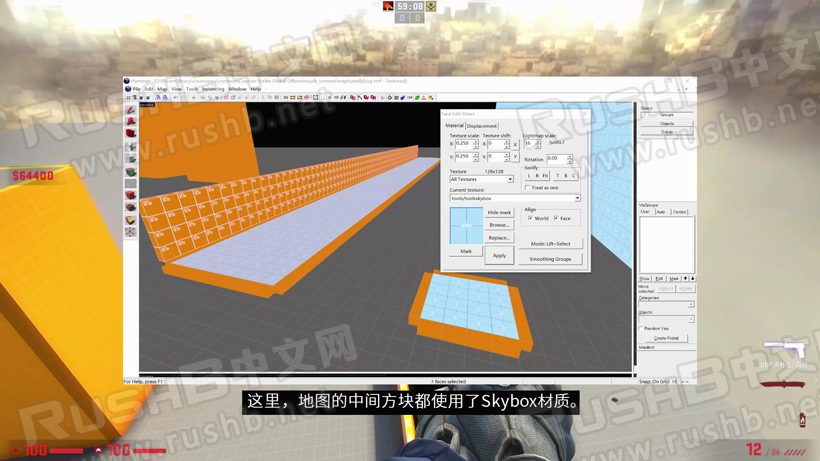 59:08
0 0
RUSHB中文网
www.rushb.net
$64400
File Edit Map View Tools Instancing Window Help
Face Edit Sheet
Material Displacement
Texture scale: Texture shift: Lightmap scale:
X: 0.250 X: 0 16 (units /
Y: 0.250 Y: 0 Rotation 0.00
Justify
L R Fit T B C
Treat as one
Texture 128x128
All Textures
Current texture:
tools/toolsskybox
Hide mask
Browse...
Replace...
Apply
Mark
Align
World Face
Mode: Lift+Select
Smoothing Groups
Select:
Groups
Objects
Solids
VisGroups:
User Auto Cordon
Show Edit Mark
Move selected:
Categories:
Objects:
Random Yaw
Create Prefab
For Help, press F1
1 faces selected
Snap: On Grid: 16
这里，地图的中间方块都使用了Skybox材质。
100 100
12 / 24